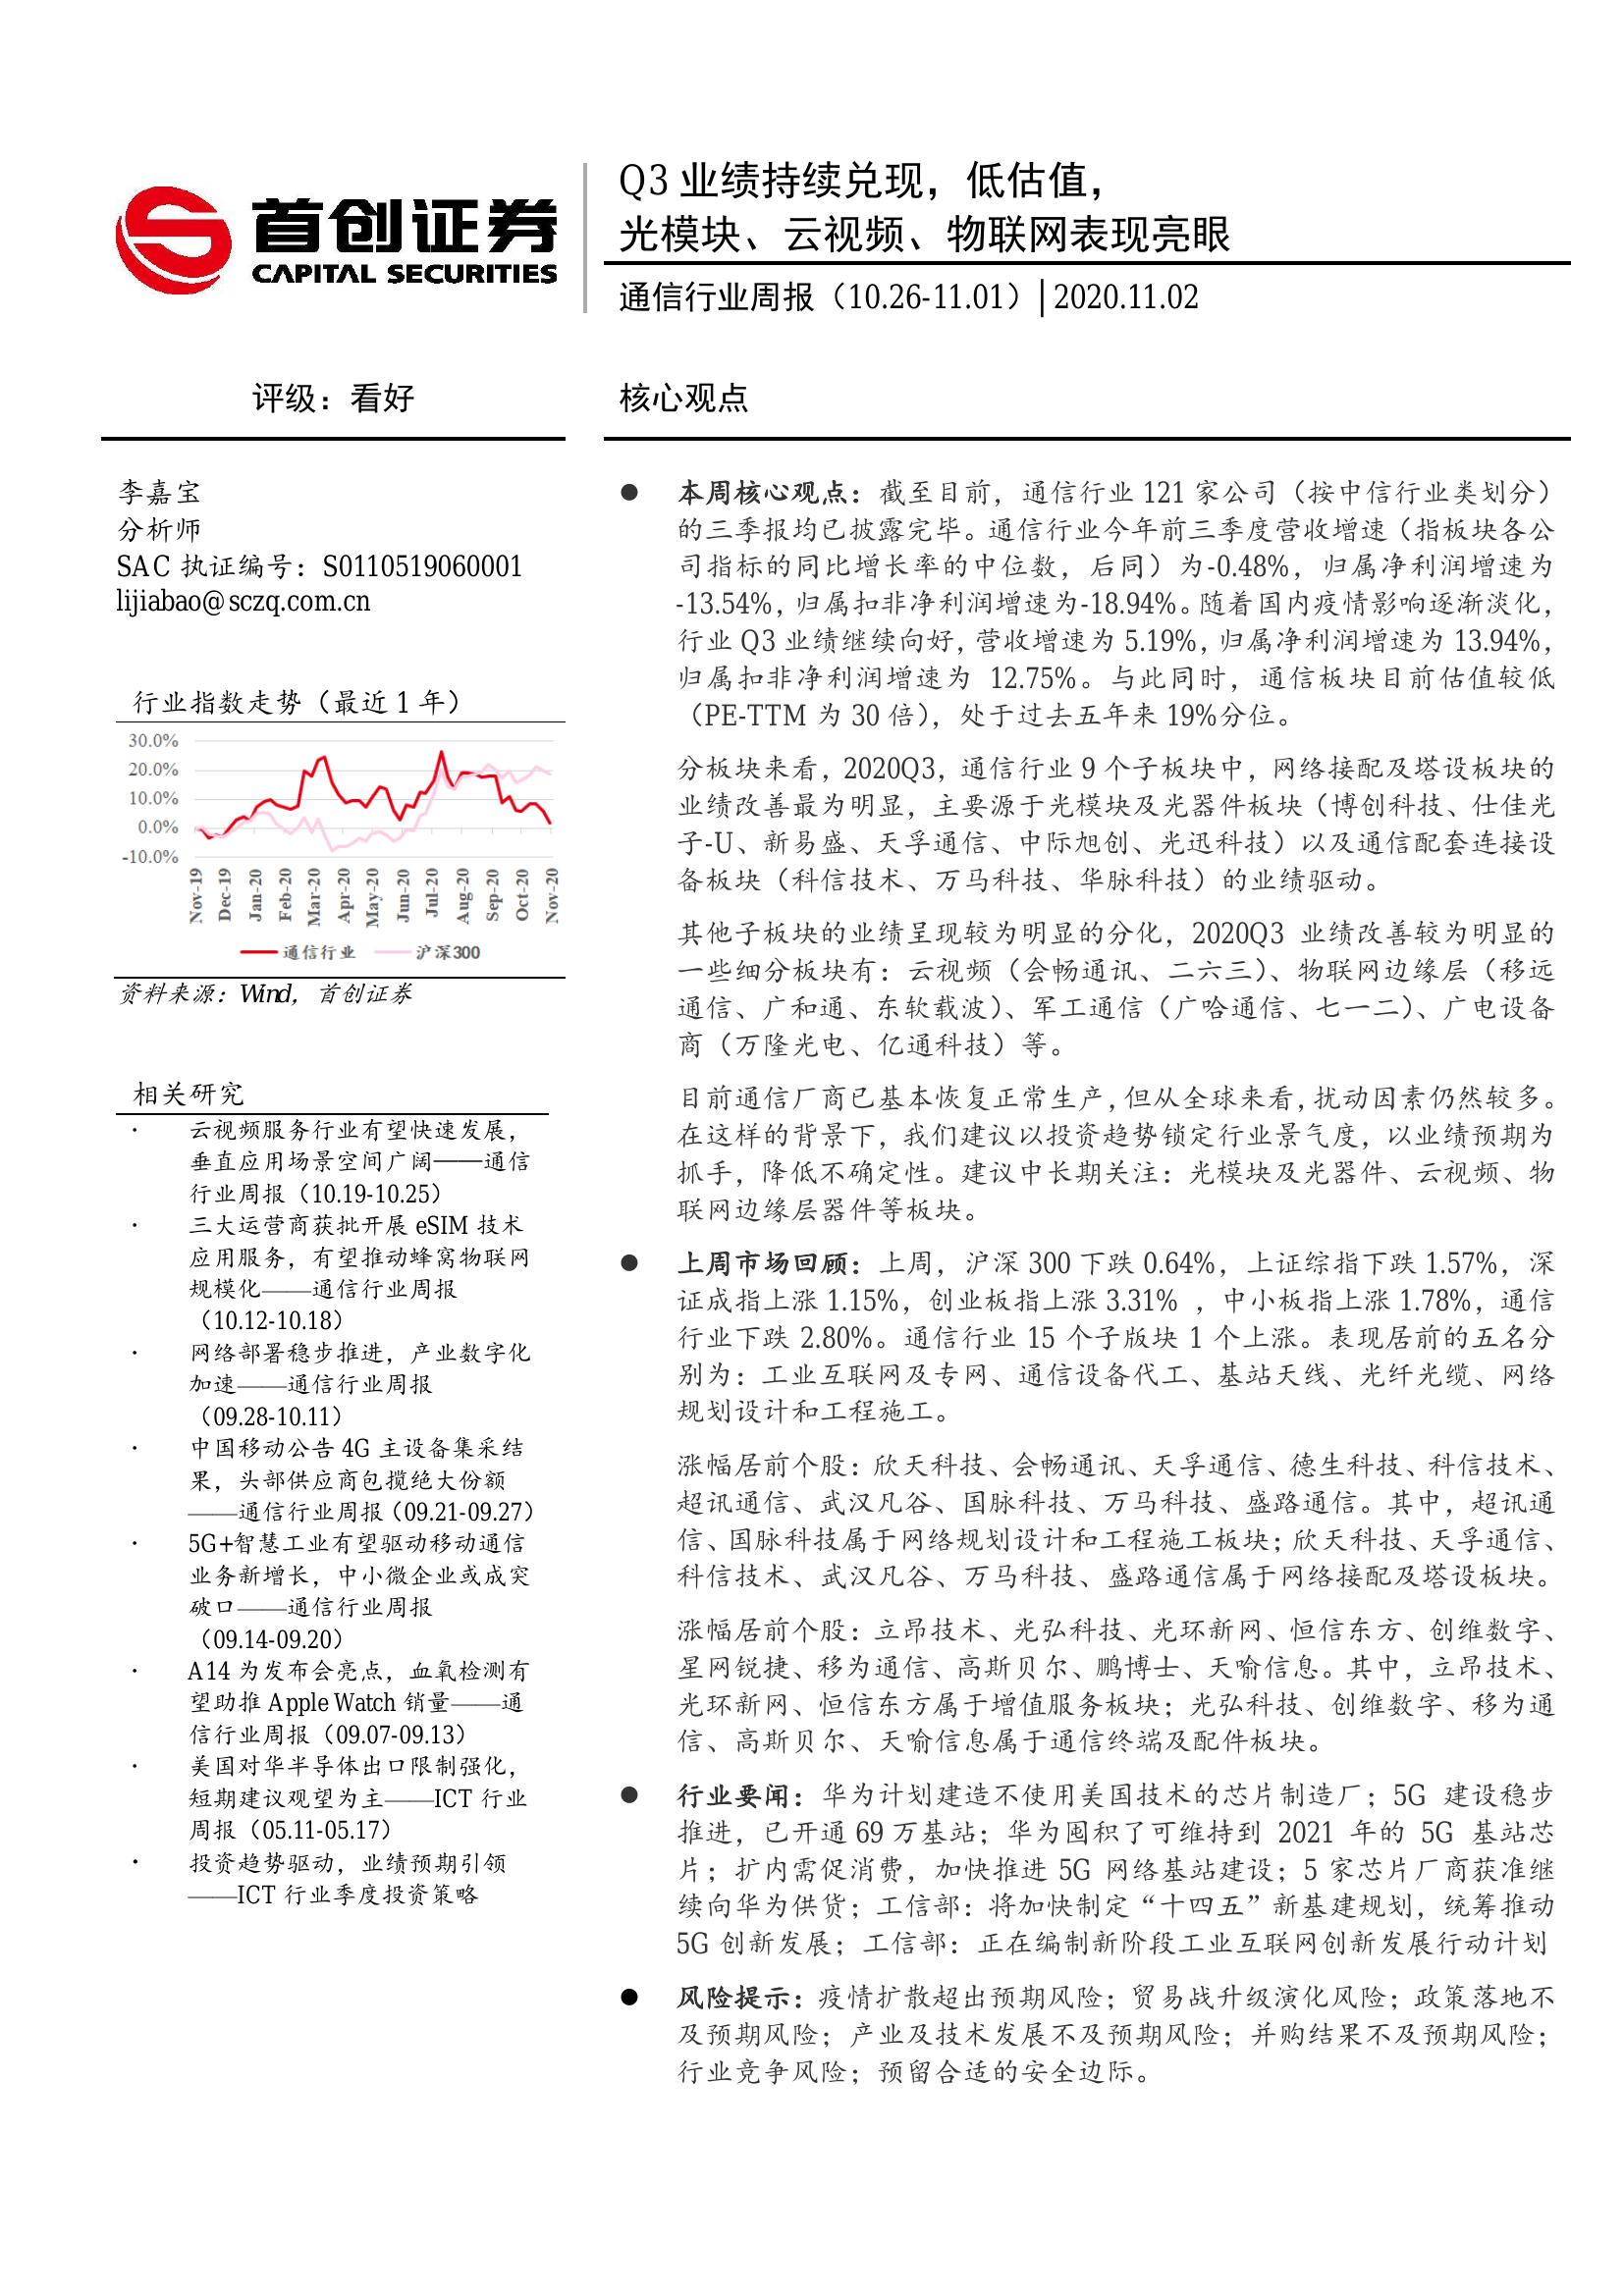 首创证券
CAPITAL SECURITIES
Q3 业绩持续兑现，低估值，
光模块、云视频、物联网表现亮眼
通信行业周报（10.26-11.01）| 2020.11.02
评级：看好
李嘉宝
分析师
SAC 执证编号：S0110519060001
lijiabao@sczq.com.cn
行业指数走势（最近 1 年）
30.0%
20.0%
10.0%
0.0%
-10.0%
Nov-19
Dec-19
Jan-20
Feb-20
Mar-20
Apr-20
May-20
Jun-20
Jul-20
Aug-20
Sep-20
Oct-20
Nov-20
通信行业 沪深300
资料来源：Wind，首创证券
相关研究
· 云视频服务行业有望快速发展，
垂直应用场景空间广阔——通信
行业周报（10.19-10.25）
· 三大运营商获批开展 eSIM 技术
应用服务，有望推动蜂窝物联网
规模化——通信行业周报
（10.12-10.18）
· 网络部署稳步推进，产业数字化
加速——通信行业周报
（09.28-10.11）
· 中国移动公告 4G 主设备集采结
果，头部供应商包揽绝大份额
——通信行业周报（09.21-09.27）
· 5G+智慧工业有望驱动移动通信
业务新增长，中小微企业或成突
破口——通信行业周报
（09.14-09.20）
· A14 为发布会亮点，血氧检测有
望助推 Apple Watch 销量——通
信行业周报（09.07-09.13）
· 美国对华半导体出口限制强化，
短期建议观望为主——ICT 行业
周报（05.11-05.17）
· 投资趋势驱动，业绩预期引领
——ICT 行业季度投资策略
核心观点
● 本周核心观点：截至目前，通信行业 121 家公司（按中信行业类划分）
的三季报均已披露完毕。通信行业今年前三季度营收增速（指板块各公
司指标的同比增长率的中位数，后同）为-0.48%，归属净利润增速为
-13.54%，归属扣非净利润增速为-18.94%。随着国内疫情影响逐渐淡化，
行业 Q3 业绩继续向好，营收增速为 5.19%，归属净利润增速为 13.94%，
归属扣非净利润增速为 12.75%。与此同时，通信板块目前估值较低
（PE-TTM 为 30 倍），处于过去五年来 19%分位。
分板块来看，2020Q3，通信行业 9 个子板块中，网络接配及塔设板块的
业绩改善最为明显，主要源于光模块及光器件板块（博创科技、仕佳光
子-U、新易盛、天孚通信、中际旭创、光迅科技）以及通信配套连接设
备板块（科信技术、万马科技、华脉科技）的业绩驱动。
其他子板块的业绩呈现较为明显的分化，2020Q3 业绩改善较为明显的
一些细分板块有：云视频（会畅通讯、二六三）、物联网边缘层（移远
通信、广和通、东软载波）、军工通信（广哈通信、七一二）、广电设备
商（万隆光电、亿通科技）等。
目前通信厂商已基本恢复正常生产，但从全球来看，扰动因素仍然较多。
在这样的背景下，我们建议以投资趋势锁定行业景气度，以业绩预期为
抓手，降低不确定性。建议中长期关注：光模块及光器件、云视频、物
联网边缘层器件等板块。
● 上周市场回顾：上周，沪深 300 下跌 0.64%，上证综指下跌 1.57%，深
证成指上涨 1.15%，创业板指上涨 3.31% ，中小板指上涨 1.78%，通信
行业下跌 2.80%。通信行业 15 个子版块 1 个上涨。表现居前的五名分
别为：工业互联网及专网、通信设备代工、基站天线、光纤光缆、网络
规划设计和工程施工。
涨幅居前个股：欣天科技、会畅通讯、天孚通信、德生科技、科信技术、
超讯通信、武汉凡谷、国脉科技、万马科技、盛路通信。其中，超讯通
信、国脉科技属于网络规划设计和工程施工板块；欣天科技、天孚通信、
科信技术、武汉凡谷、万马科技、盛路通信属于网络接配及塔设板块。
涨幅居前个股：立昂技术、光弘科技、光环新网、恒信东方、创维数字、
星网锐捷、移为通信、高斯贝尔、鹏博士、天喻信息。其中，立昂技术、
光环新网、恒信东方属于增值服务板块；光弘科技、创维数字、移为通
信、高斯贝尔、天喻信息属于通信终端及配件板块。
● 行业要闻：华为计划建造不使用美国技术的芯片制造厂；5G 建设稳步
推进，已开通 69 万基站；华为囤积了可维持到 2021 年的 5G 基站芯
片；扩内需促消费，加快推进 5G 网络基站建设；5 家芯片厂商获准继
续向华为供货；工信部：将加快制定“十四五”新基建规划，统筹推动
5G 创新发展；工信部：正在编制新阶段工业互联网创新发展行动计划
● 风险提示：疫情扩散超出预期风险；贸易战升级演化风险；政策落地不
及预期风险；产业及技术发展不及预期风险；并购结果不及预期风险；
行业竞争风险；预留合适的安全边际。